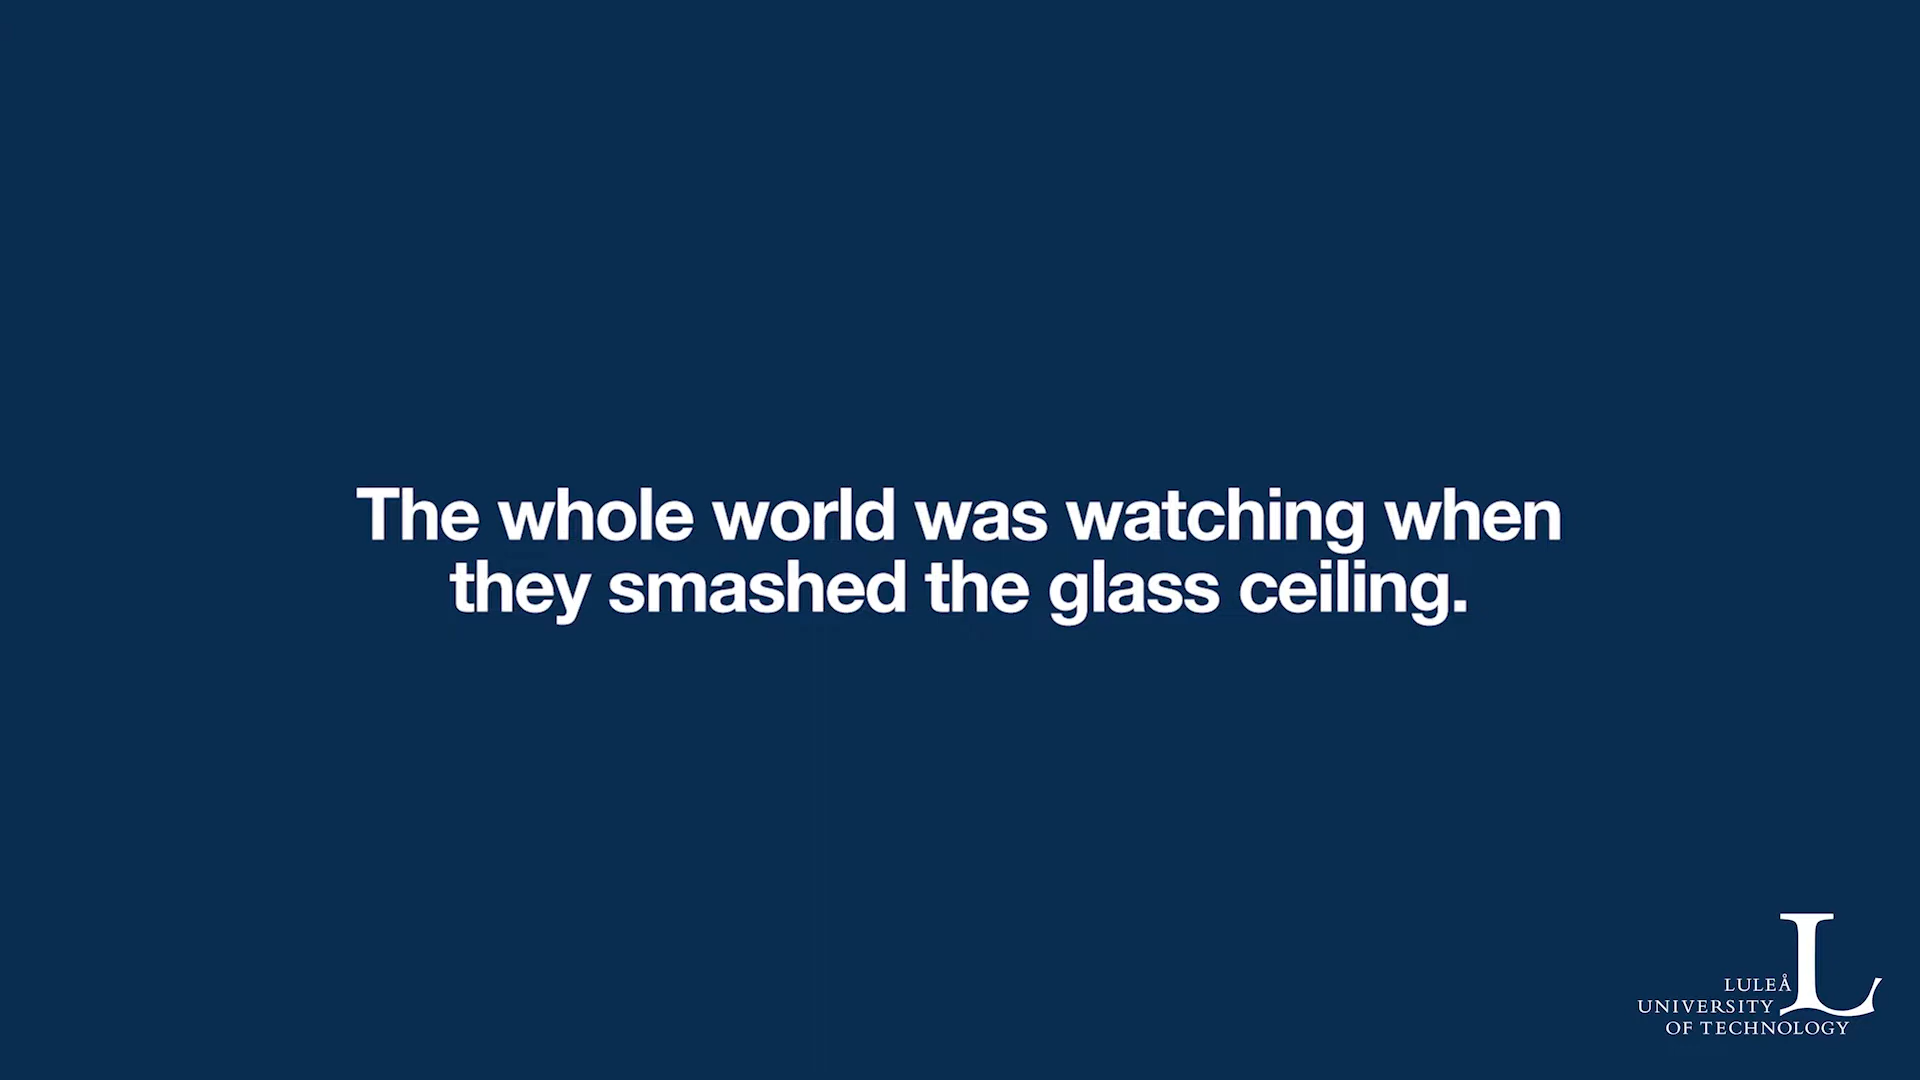 The whole world was watching when
they smashed the glass ceiling.
LULEÅ
UNIVERSITY
OF TECHNOLOGY
L